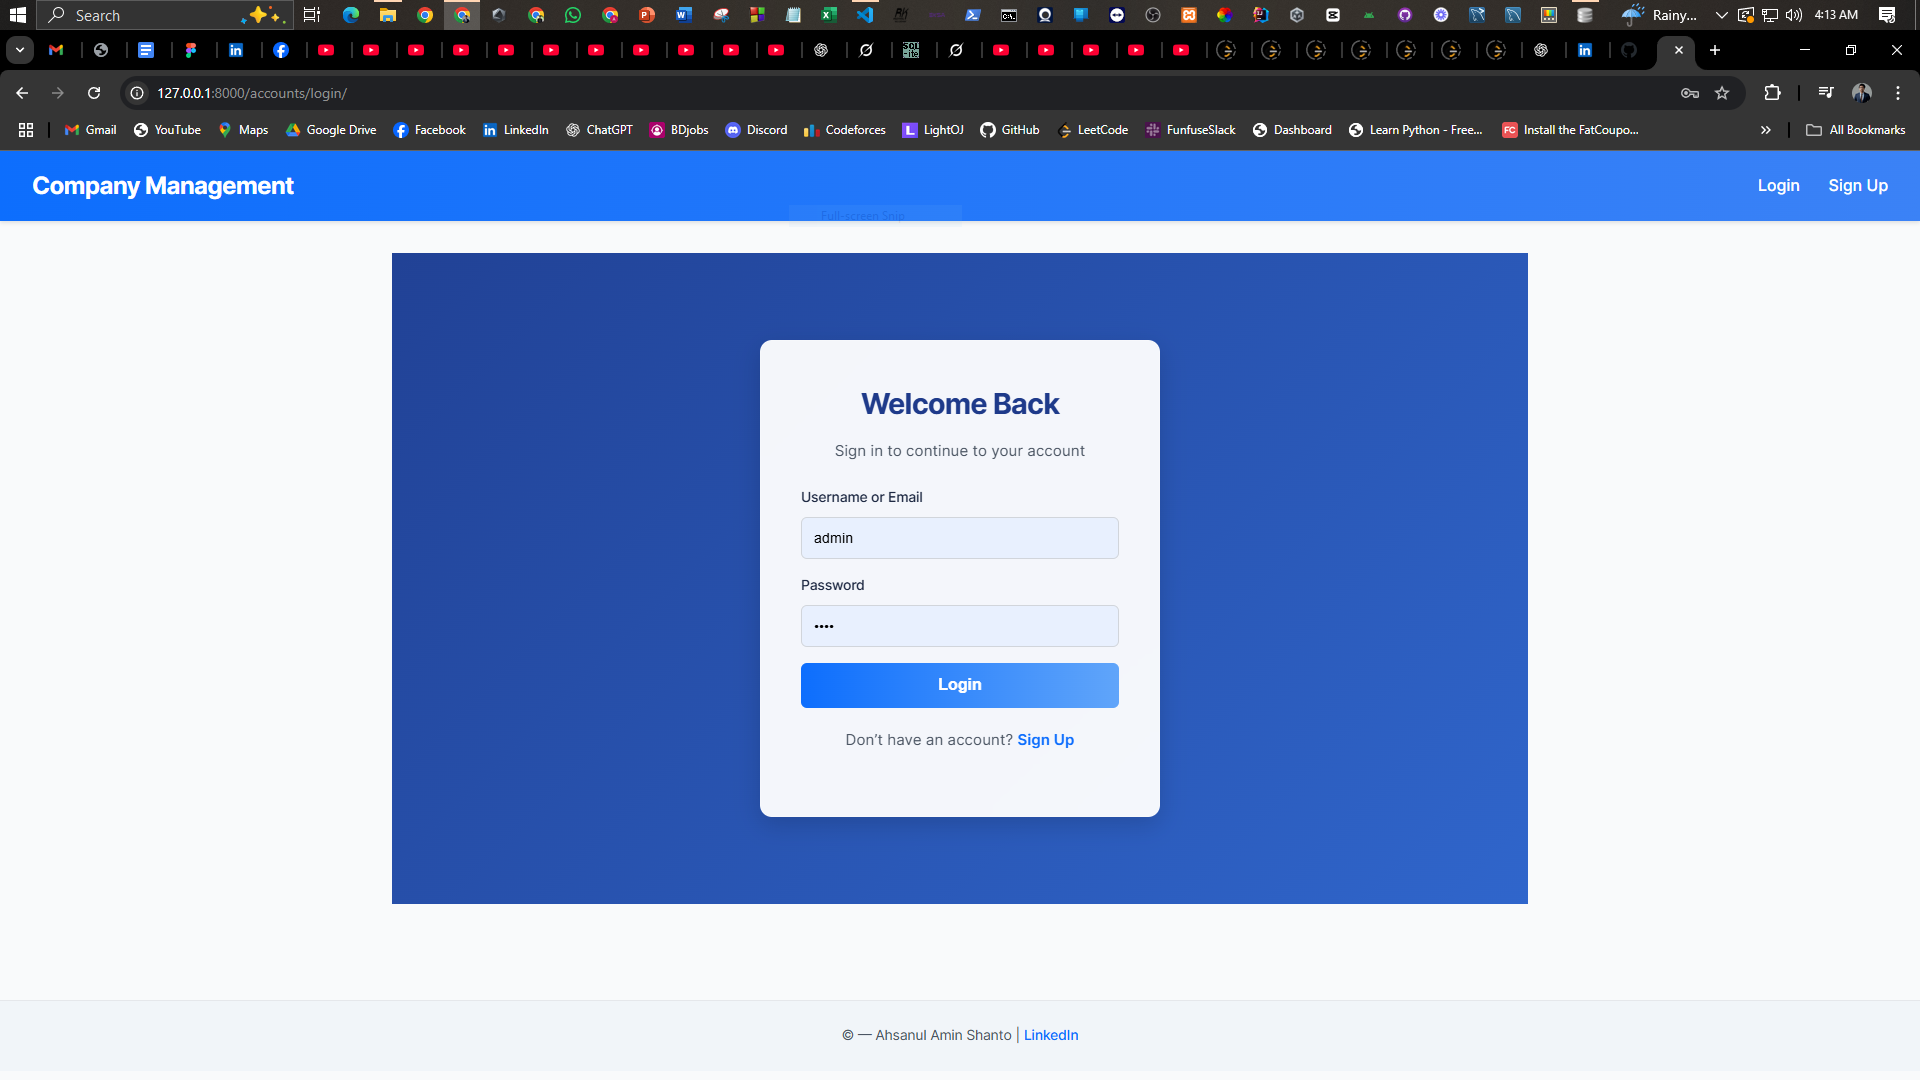 Search
Rainy...
4:13 AM
127.0.0.1:8000/accounts/login/
Gmail
YouTube
Maps
Google Drive
Facebook
LinkedIn
ChatGPT
BDjobs
Discord
Codeforces
LightOJ
GitHub
LeetCode
FunfuseSlack
Dashboard
Learn Python - Free...
Install the FatCoupo...
All Bookmarks
Company Management
Login
Sign Up
Full-screen Snip
Welcome Back
Sign in to continue to your account
Username or Email
admin
Password
••••
Login
Don’t have an account? Sign Up
© — Ahsanul Amin Shanto | LinkedIn